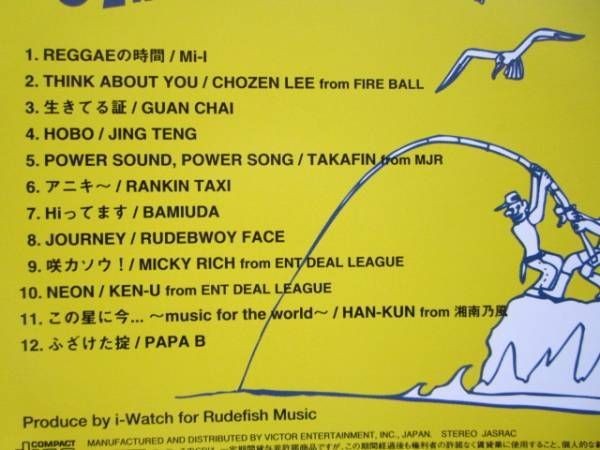 1. REGGAEの時間 / Mi-I
2. THINK ABOUT YOU / CHOZEN LEE from FIRE BALL
3. 生きてる証 / GUAN CHAI
4. HOBO / JING TENG
5. POWER SOUND, POWER SONG / TAKAFIN from MJR
6. アニキ〜 / RANKIN TAXI
7. Hiってます / BAMIUDA
8. JOURNEY / RUDEBWOY FACE
9. 咲カソウ! / MICKY RICH from ENT DEAL LEAGUE
10. NEON / KEN-U from ENT DEAL LEAGUE
11. この星に今... 〜music for the world〜 / HAN-KUN from 湘南乃風
12. ふざけた掟 / PAPA B
Produce by i-Watch for Rudefish Music
COMPACT MANUFACTURED AND DISTRIBUTED BY VICTOR ENTERTAINMENT, INC., JAPAN. STEREO JASRAC